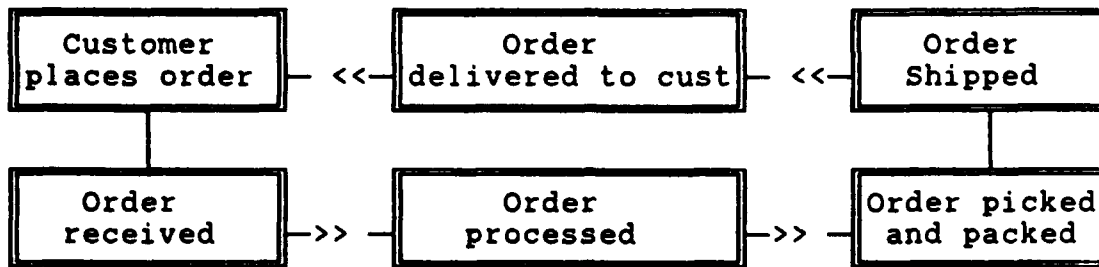 Customer
places order
<<
Order
delivered to cust
<<
Order
Shipped
Order
received
>>
Order
processed
>>
Order picked
and packed